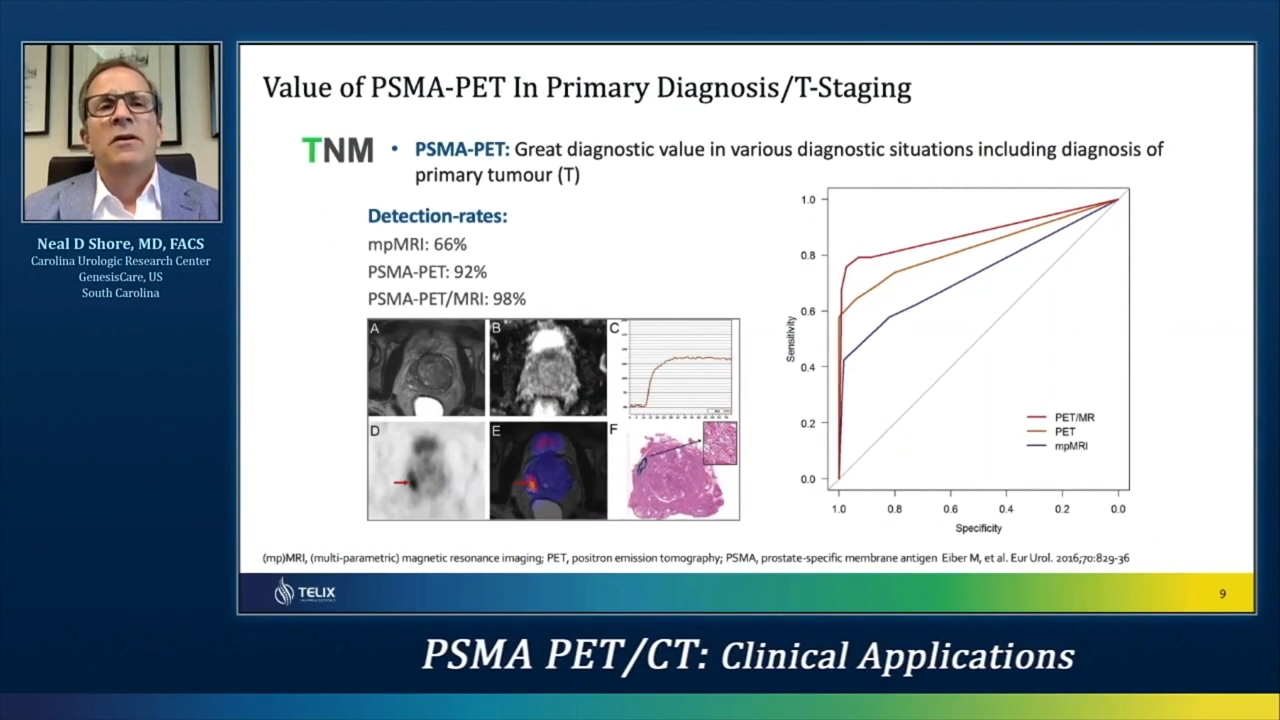 Neal D Shore, MD, FACS
Carolina Urologic Research Center
GenesisCare, US
South Carolina
Value of PSMA-PET In Primary Diagnosis/T-Staging
TNM
• PSMA-PET: Great diagnostic value in various diagnostic situations including diagnosis of
primary tumour (T)
Detection-rates:
mpMRI: 66%
PSMA-PET: 92%
PSMA-PET/MRI: 98%
A
B
C
D
E
F
Sensitivity
1.0
0.8
0.6
0.4
0.2
0.0
PET/MR
PET
mpMRI
1.0 0.8 0.6 0.4 0.2 0.0
Specificity
(mp)MRI, (multi-parametric) magnetic resonance imaging; PET, positron emission tomography; PSMA, prostate-specific membrane antigen Eiber M, et al. Eur Urol. 2016;70:829-36
TELIX
9
PSMA PET/CT: Clinical Applications